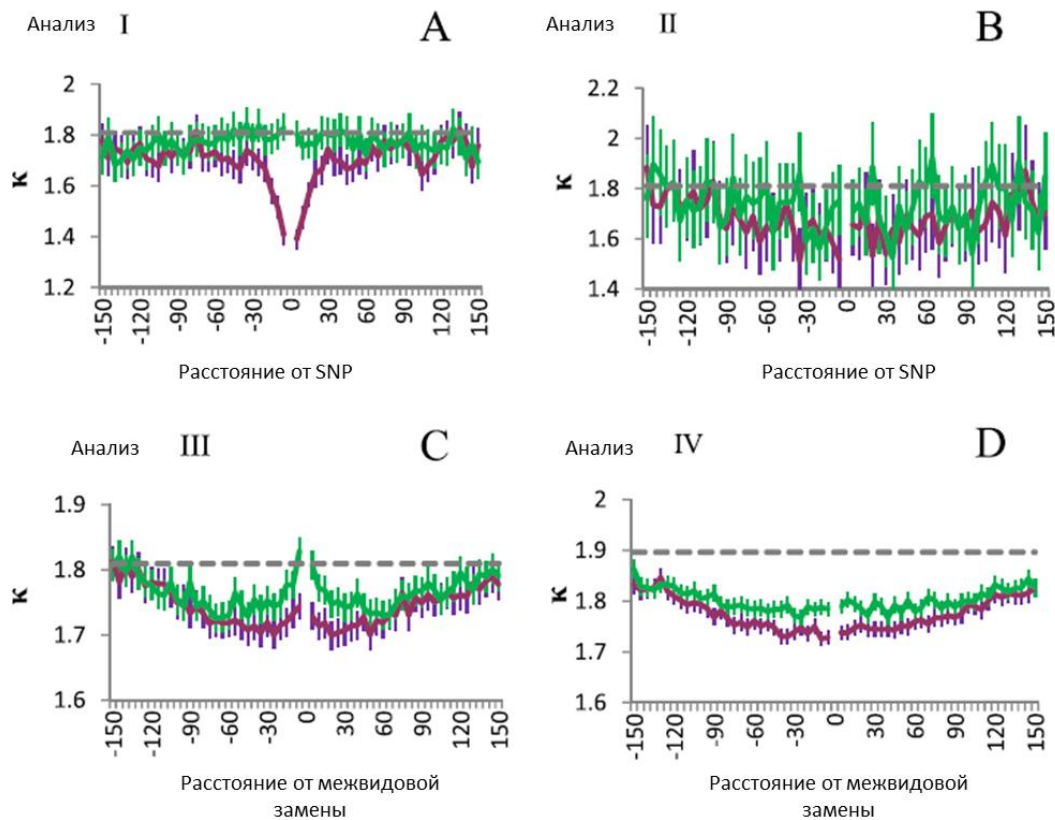 Анализ I A
2
1.8
1.6
1.4
1.2
κ
-150 -120 -90 -60 -30 0 30 60 90 120 150
Расстояние от SNP
Анализ II B
2.2
2
1.8
1.6
1.4
κ
-150 -120 -90 -60 -30 0 30 60 90 120 150
Расстояние от SNP
Анализ III C
1.9
1.8
1.7
1.6
κ
-150 -120 -90 -60 -30 0 30 60 90 120 150
Расстояние от межвидовой
замены
Анализ IV D
2
1.9
1.8
1.7
1.6
κ
-150 -120 -90 -60 -30 0 30 60 90 120 150
Расстояние от межвидовой
замены